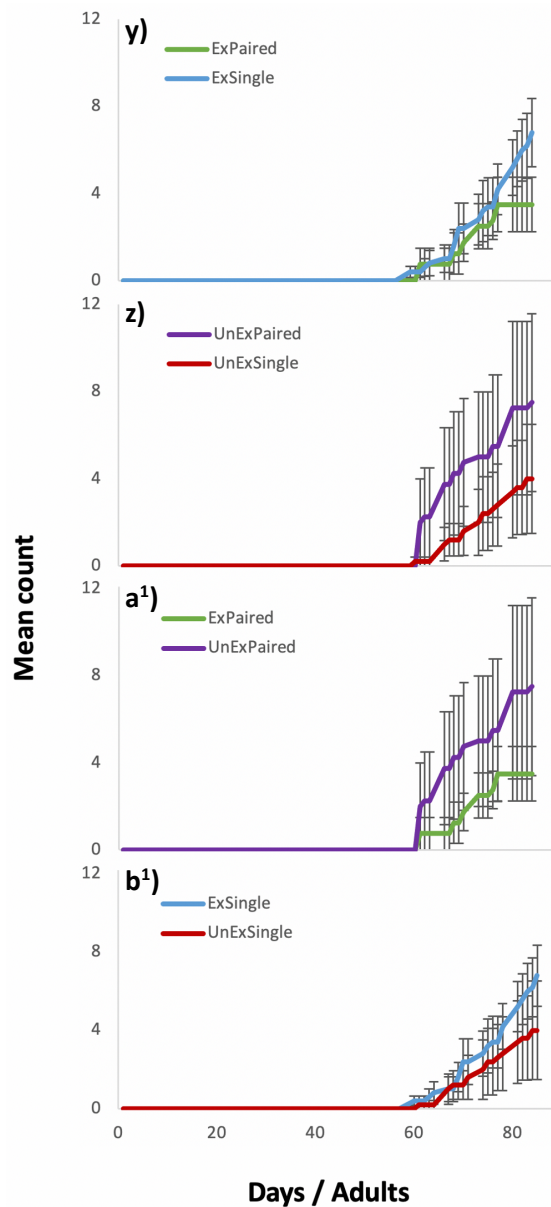 y)
12
ExPaired
ExSingle
8
4
0
z)
12
UnExPaired
UnExSingle
8
4
0
a¹)
12
ExPaired
UnExPaired
8
4
0
b¹)
12
ExSingle
UnExSingle
8
4
0
0 20 40 60 80
Mean count
Days / Adults